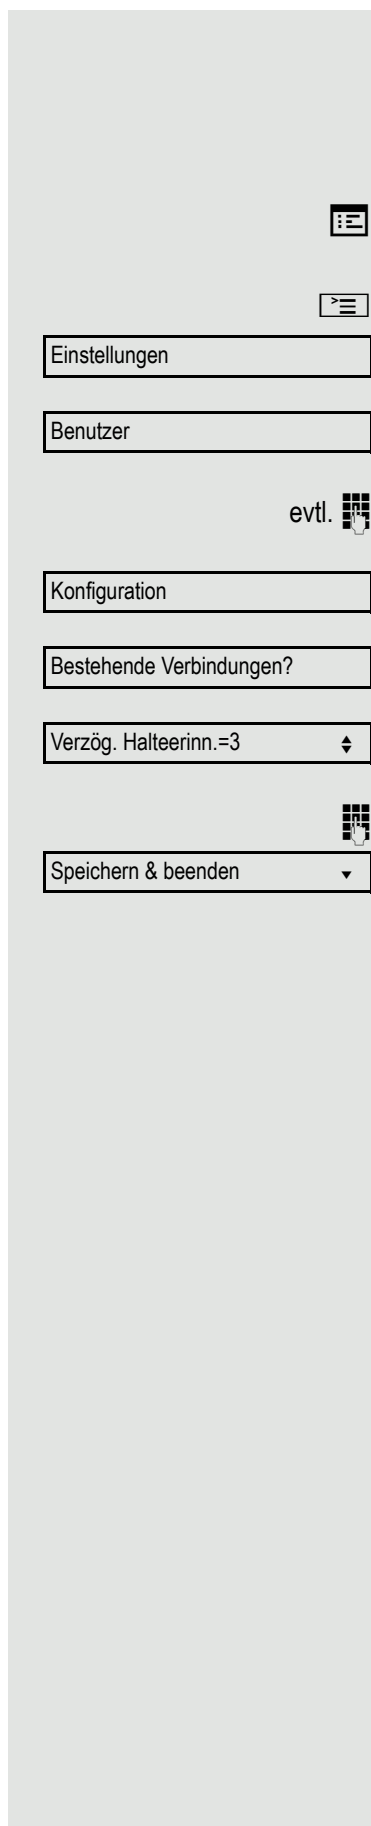 Einstellungen
Benutzer
evtl.
Konfiguration
Bestehende Verbindungen?
Verzög. Halteerinn.=3
Speichern & beenden